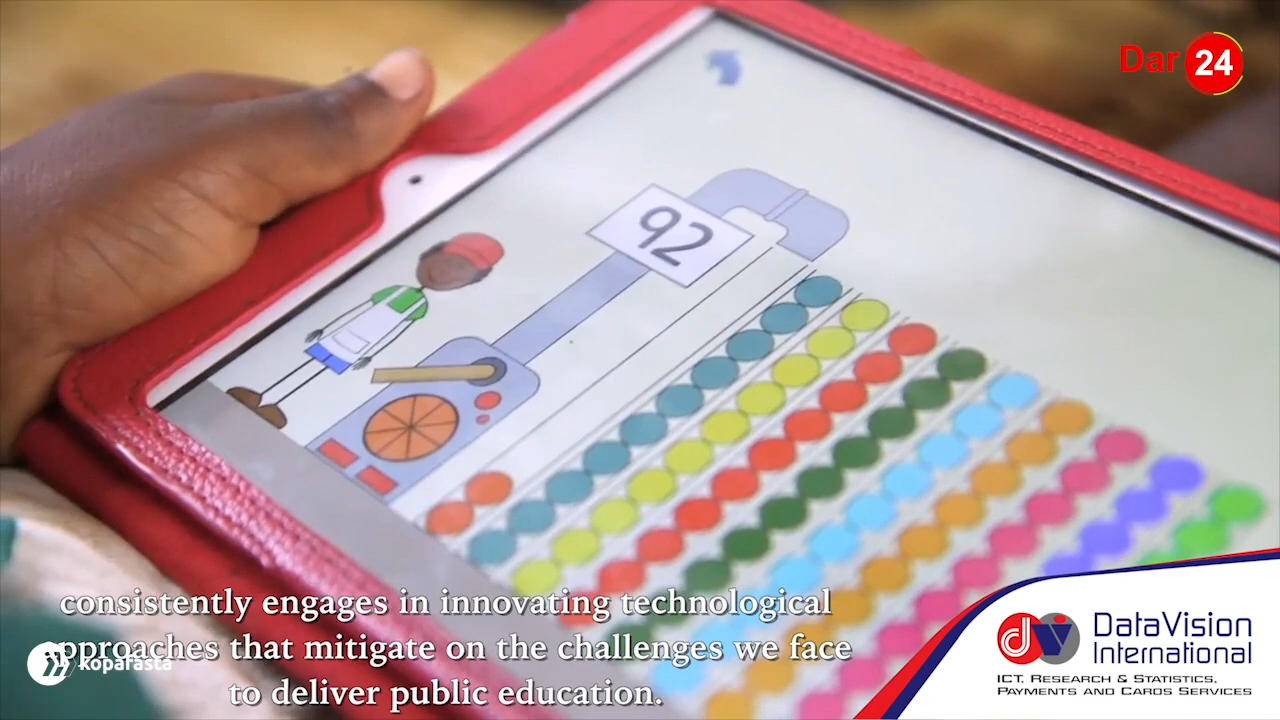 Dar 24
92
consistently engages in innovating technological
approaches that mitigate on the challenges we face
to deliver public education.
kopafasta
DataVision
International
ICT, RESEARCH & STATISTICS,
PAYMENTS AND CARDS SERVICES